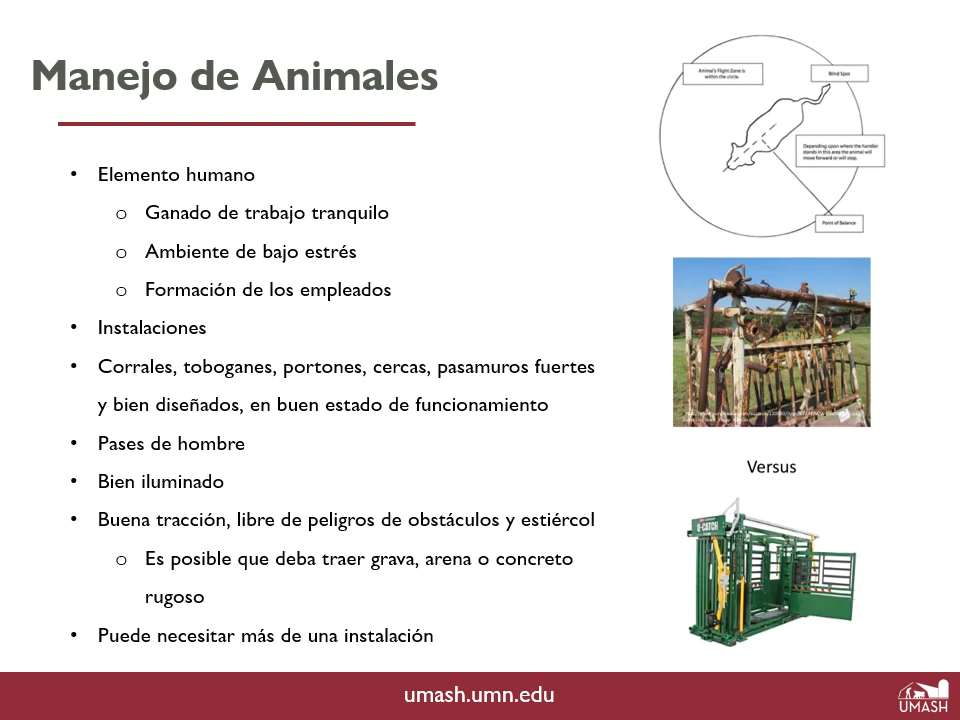 Manejo de Animales
• Elemento humano
o Ganado de trabajo tranquilo
o Ambiente de bajo estrés
o Formación de los empleados
• Instalaciones
• Corrales, toboganes, portones, cercas, pasamuros fuertes
y bien diseñados, en buen estado de funcionamiento
• Pases de hombre
• Bien iluminado
• Buena tracción, libre de peligros de obstáculos y estiércol
o Es posible que deba traer grava, arena o concreto
rugoso
• Puede necesitar más de una instalación
Animal's Flight Zone is
within the circle.
Blind Spot
Depending upon where the handler
stands in this area the animal will
move forward or will stop.
Point of Balance
Versus
Q-CATCH
umash.umn.edu
UMASH